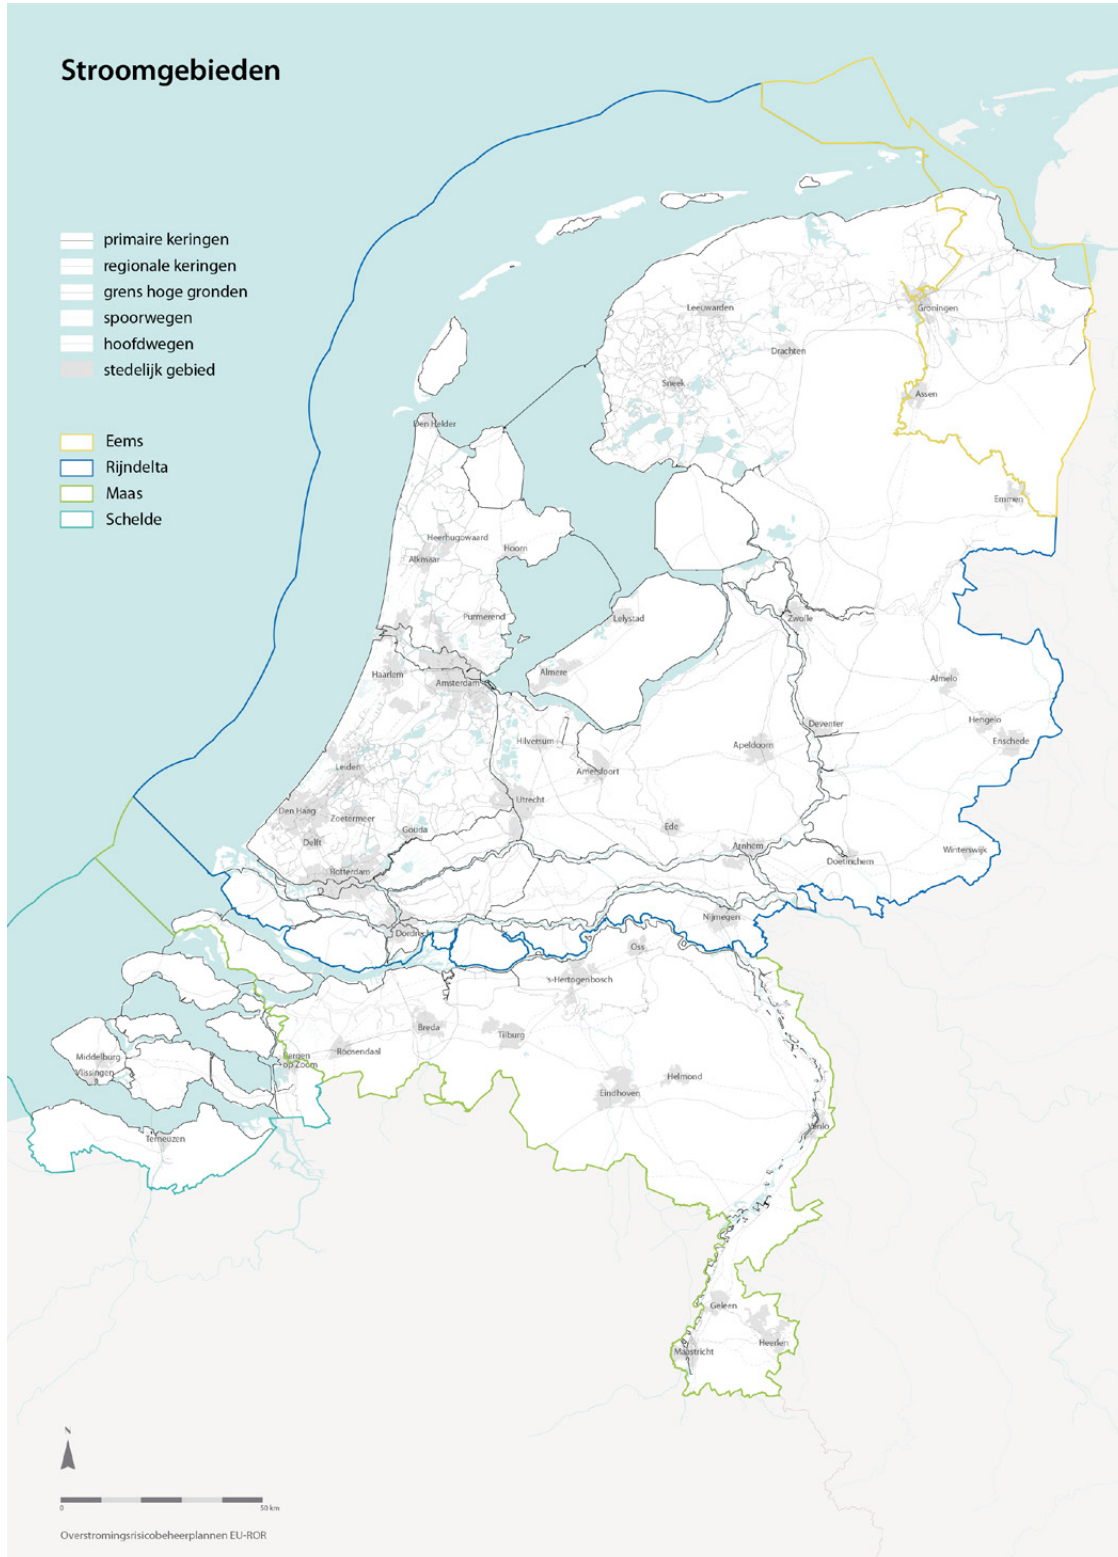 Stroomgebieden
primaire keringen
regionale keringen
grens hoge gronden
spoorwegen
hoofdwegen
stedelijk gebied
Eems
Rijndelta
Maas
Schelde
Leeuwarden
Groningen
Drachten
Sneek
Assen
Den Helder
Emmen
Heerhugowaard
Hoorn
Alkmaar
Purmerend
Lelystad
Zwolle
Haarlem
Amsterdam
Almere
Almelo
Hilversum
Deventer
Hengelo
Apeldoorn
Enschede
Leiden
Amersfoort
Utrecht
Den Haag
Zoetermeer
Gouda
Ede
Delft
Arnhem
Winterswijk
Doetinchem
Rotterdam
Nijmegen
Dordrecht
Oss
's-Hertogenbosch
Breda
Tilburg
Roosendaal
Middelburg
Bergen
op Zoom
Vlissingen
Helmond
Eindhoven
Venlo
Terneuzen
Geleen
Heerlen
Maastricht
N
0 50 km
Overstromingsrisicobeheerplannen EU-ROR